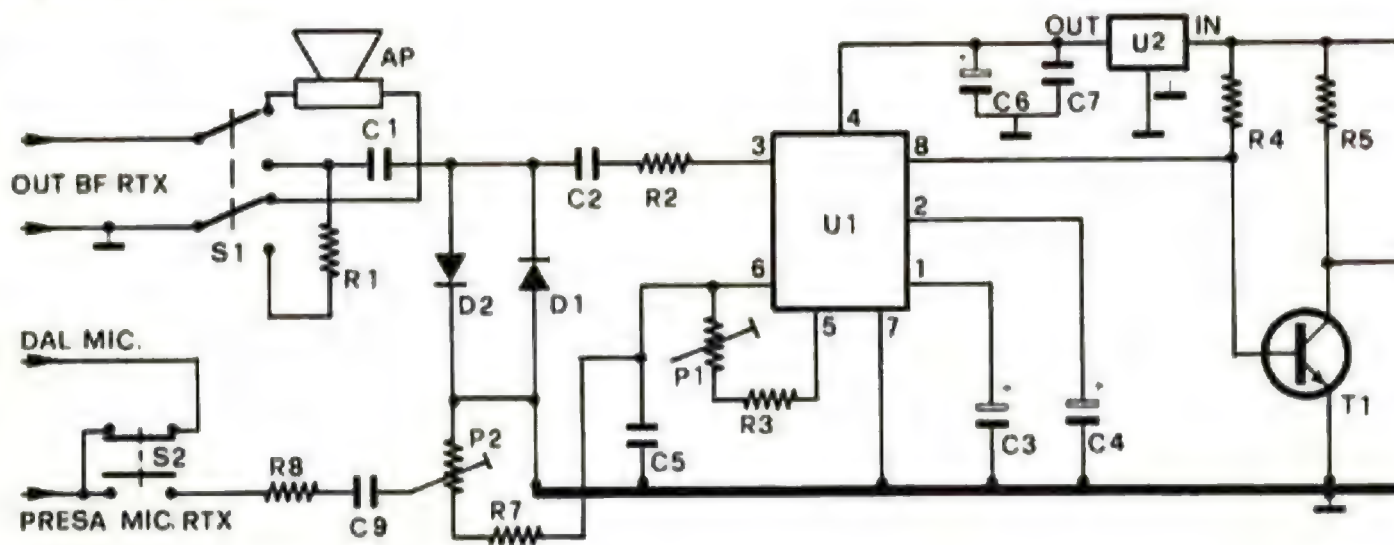 OUT U2 IN
AP
C6 C7
4
R4 R5
C1
3 8
OUT BF RTX
C2 R2
2
U1
S1
R1
D2 D1
6 1
5 7
DAL MIC.
P1
T1
R3
P2
S2
C3 C4
R8
C5
C9
R7
PRESA MIC. RTX
+
+
+